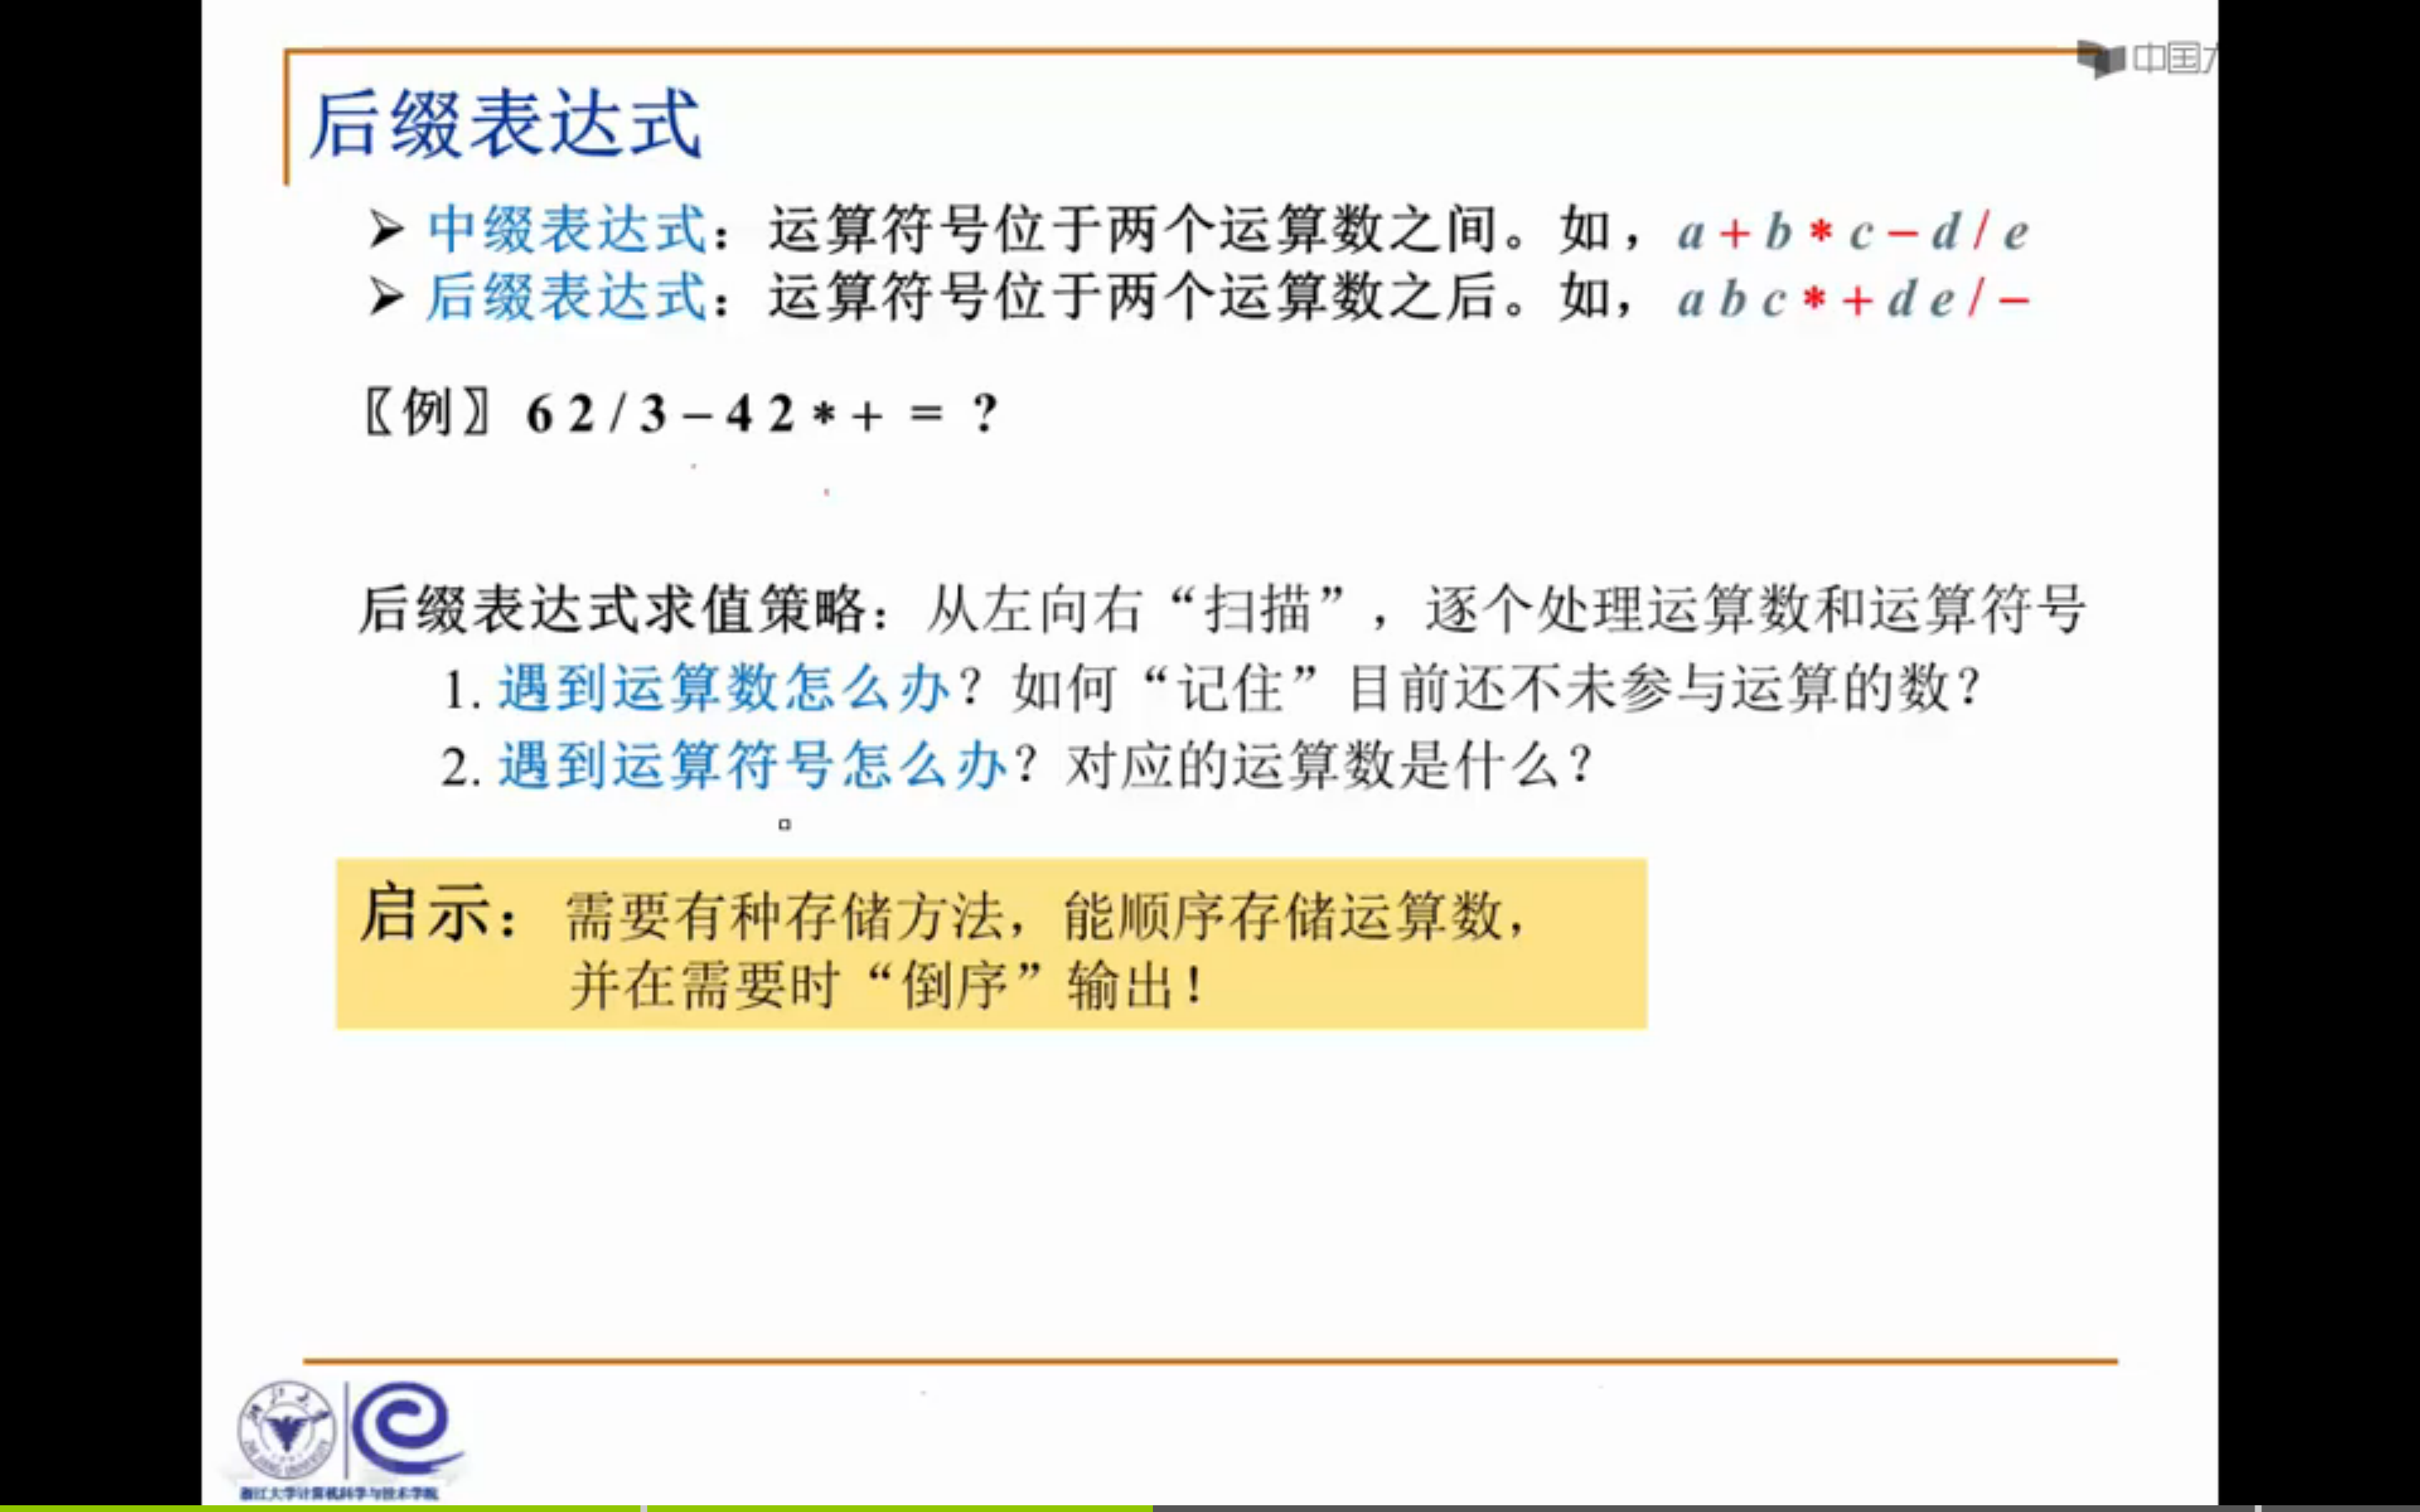 中国大
后缀表达式
➢ 中缀表达式：运算符号位于两个运算数之间。如，a + b * c – d / e
➢ 后缀表达式：运算符号位于两个运算数之后。如，a b c * + d e / –
〖例〗 6 2 / 3 – 4 2 * + = ?
后缀表达式求值策略：从左向右“扫描”，逐个处理运算数和运算符号
1. 遇到运算数怎么办？如何“记住”目前还不未参与运算的数？
2. 遇到运算符号怎么办？对应的运算数是什么？
启示：需要有种存储方法，能顺序存储运算数，
并在需要时“倒序”输出！
浙江大学计算机科学与技术学院